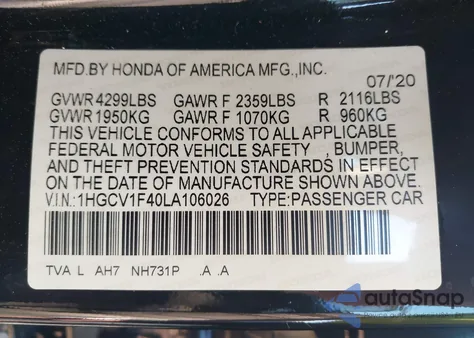 MFD.BY HONDA OF AMERICA MFG.,INC.
07/'20
GVWR 4299LBS GAWR F 2359LBS R 2116LBS
GVWR 1950KG GAWR F 1070KG R 960KG
THIS VEHICLE CONFORMS TO ALL APPLICABLE
FEDERAL MOTOR VEHICLE SAFETY , BUMPER,
AND THEFT PREVENTION STANDARDS IN EFFECT
ON THE DATE OF MANUFACTURE SHOWN ABOVE.
V.I.N.:1HGCV1F40LA106026 TYPE:PASSENGER CAR
TVA L AH7 NH731P .A .A
autoSnap